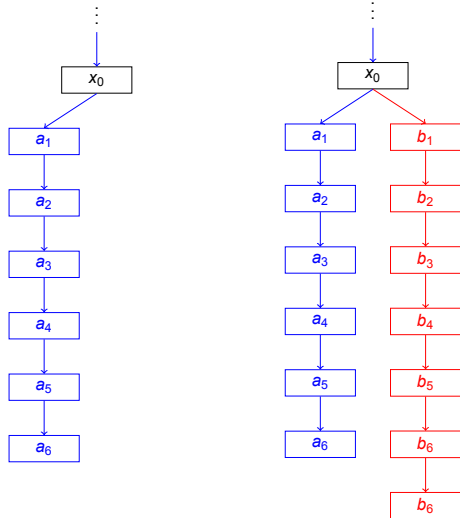 x₀
a₁
a₂
a₃
a₄
a₅
a₆
x₀
a₁ b₁
a₂ b₂
a₃ b₃
a₄ b₄
a₅ b₅
a₆ b₆
b₆